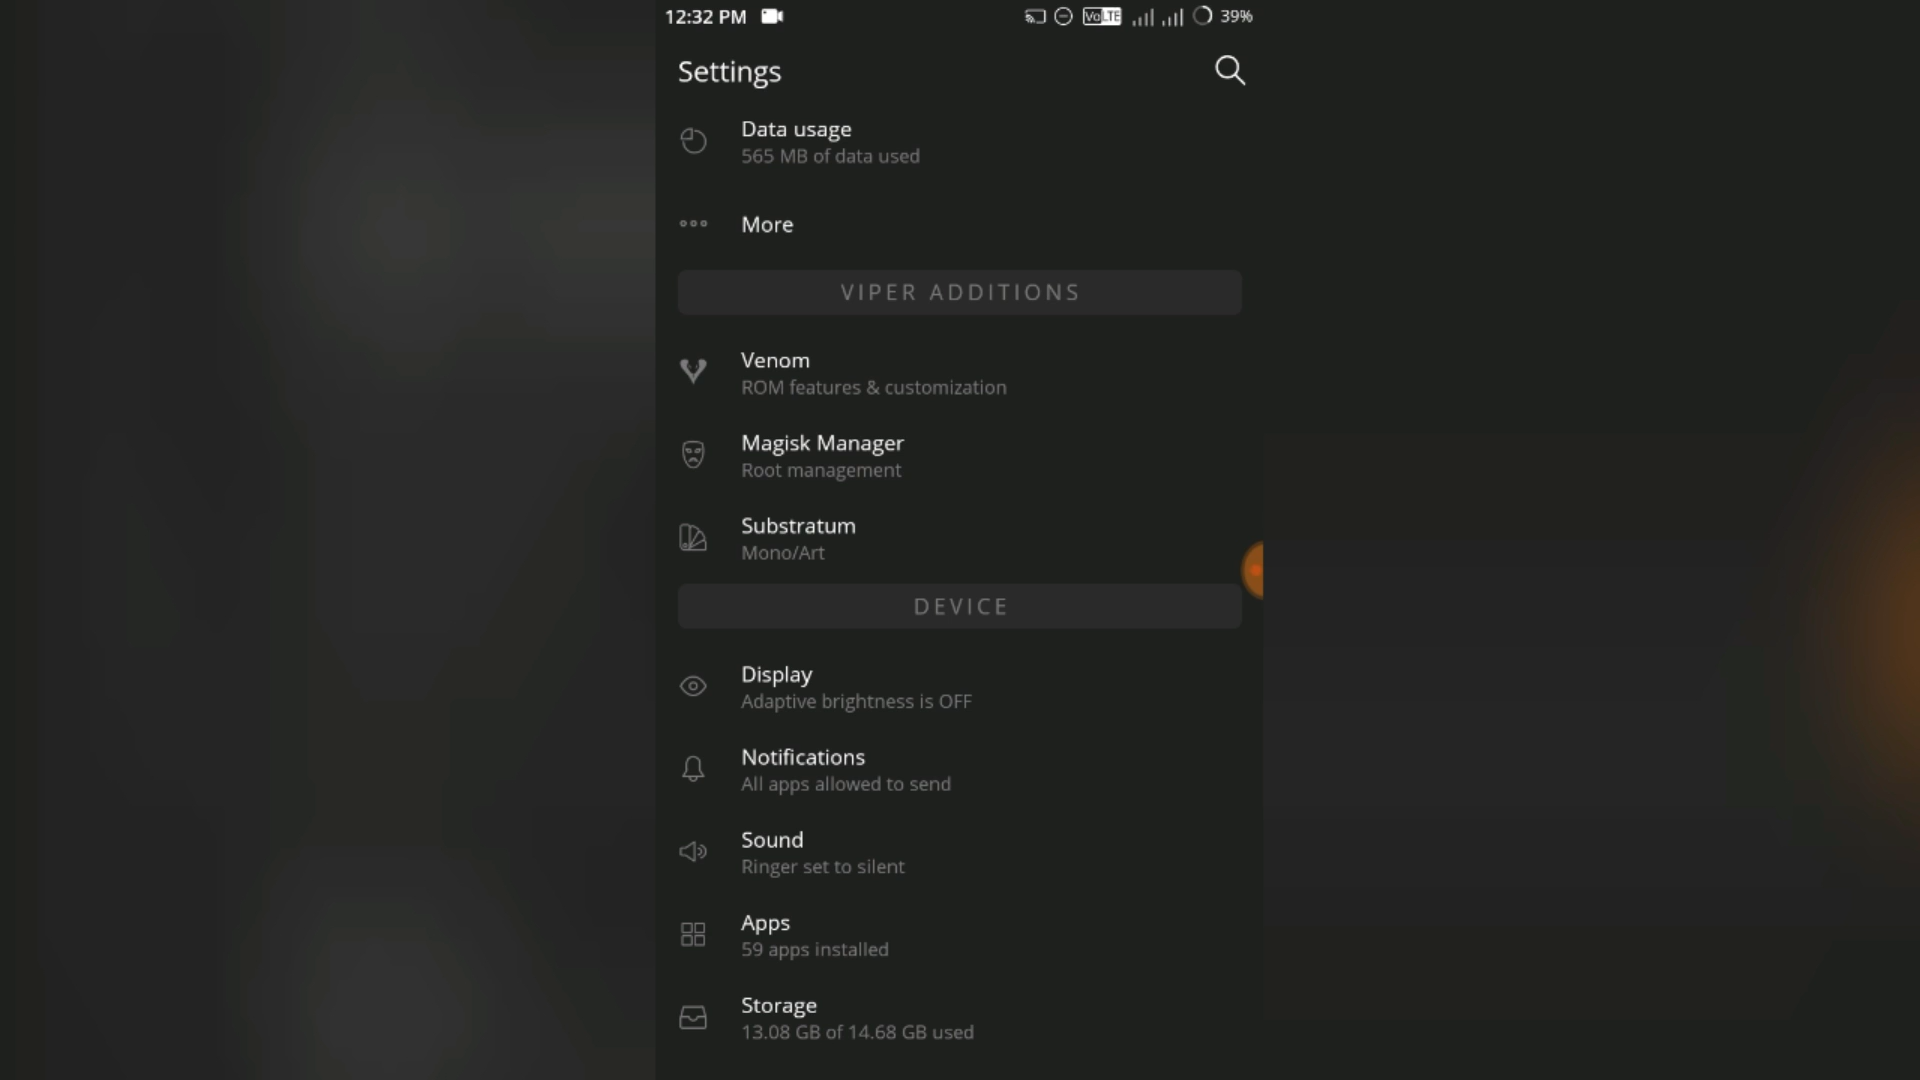 12:32 PM
VoLTE
39%
Settings
Data usage
565 MB of data used
More
VIPER ADDITIONS
Venom
ROM features & customization
Magisk Manager
Root management
Substratum
Mono/Art
DEVICE
Display
Adaptive brightness is OFF
Notifications
All apps allowed to send
Sound
Ringer set to silent
Apps
59 apps installed
Storage
13.08 GB of 14.68 GB used